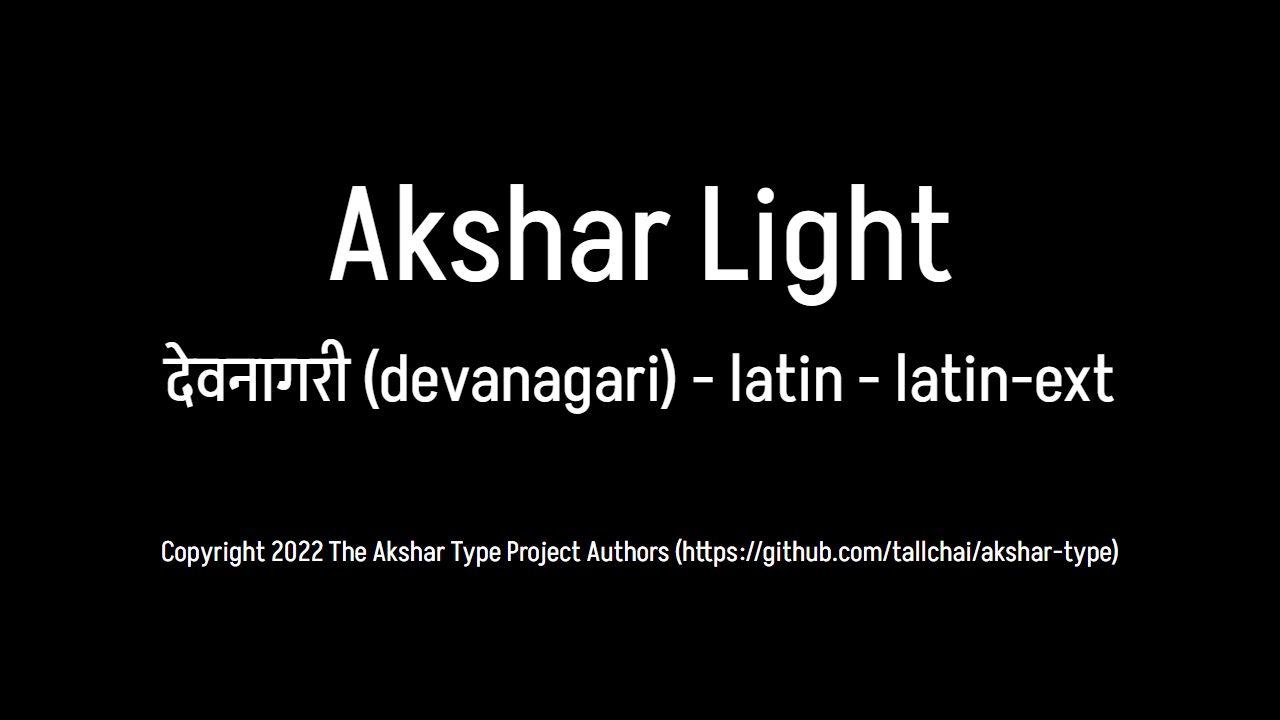 Akshar Light
देवनागरी (devanagari) - latin - latin-ext
Copyright 2022 The Akshar Type Project Authors (https://github.com/tallchai/akshar-type)